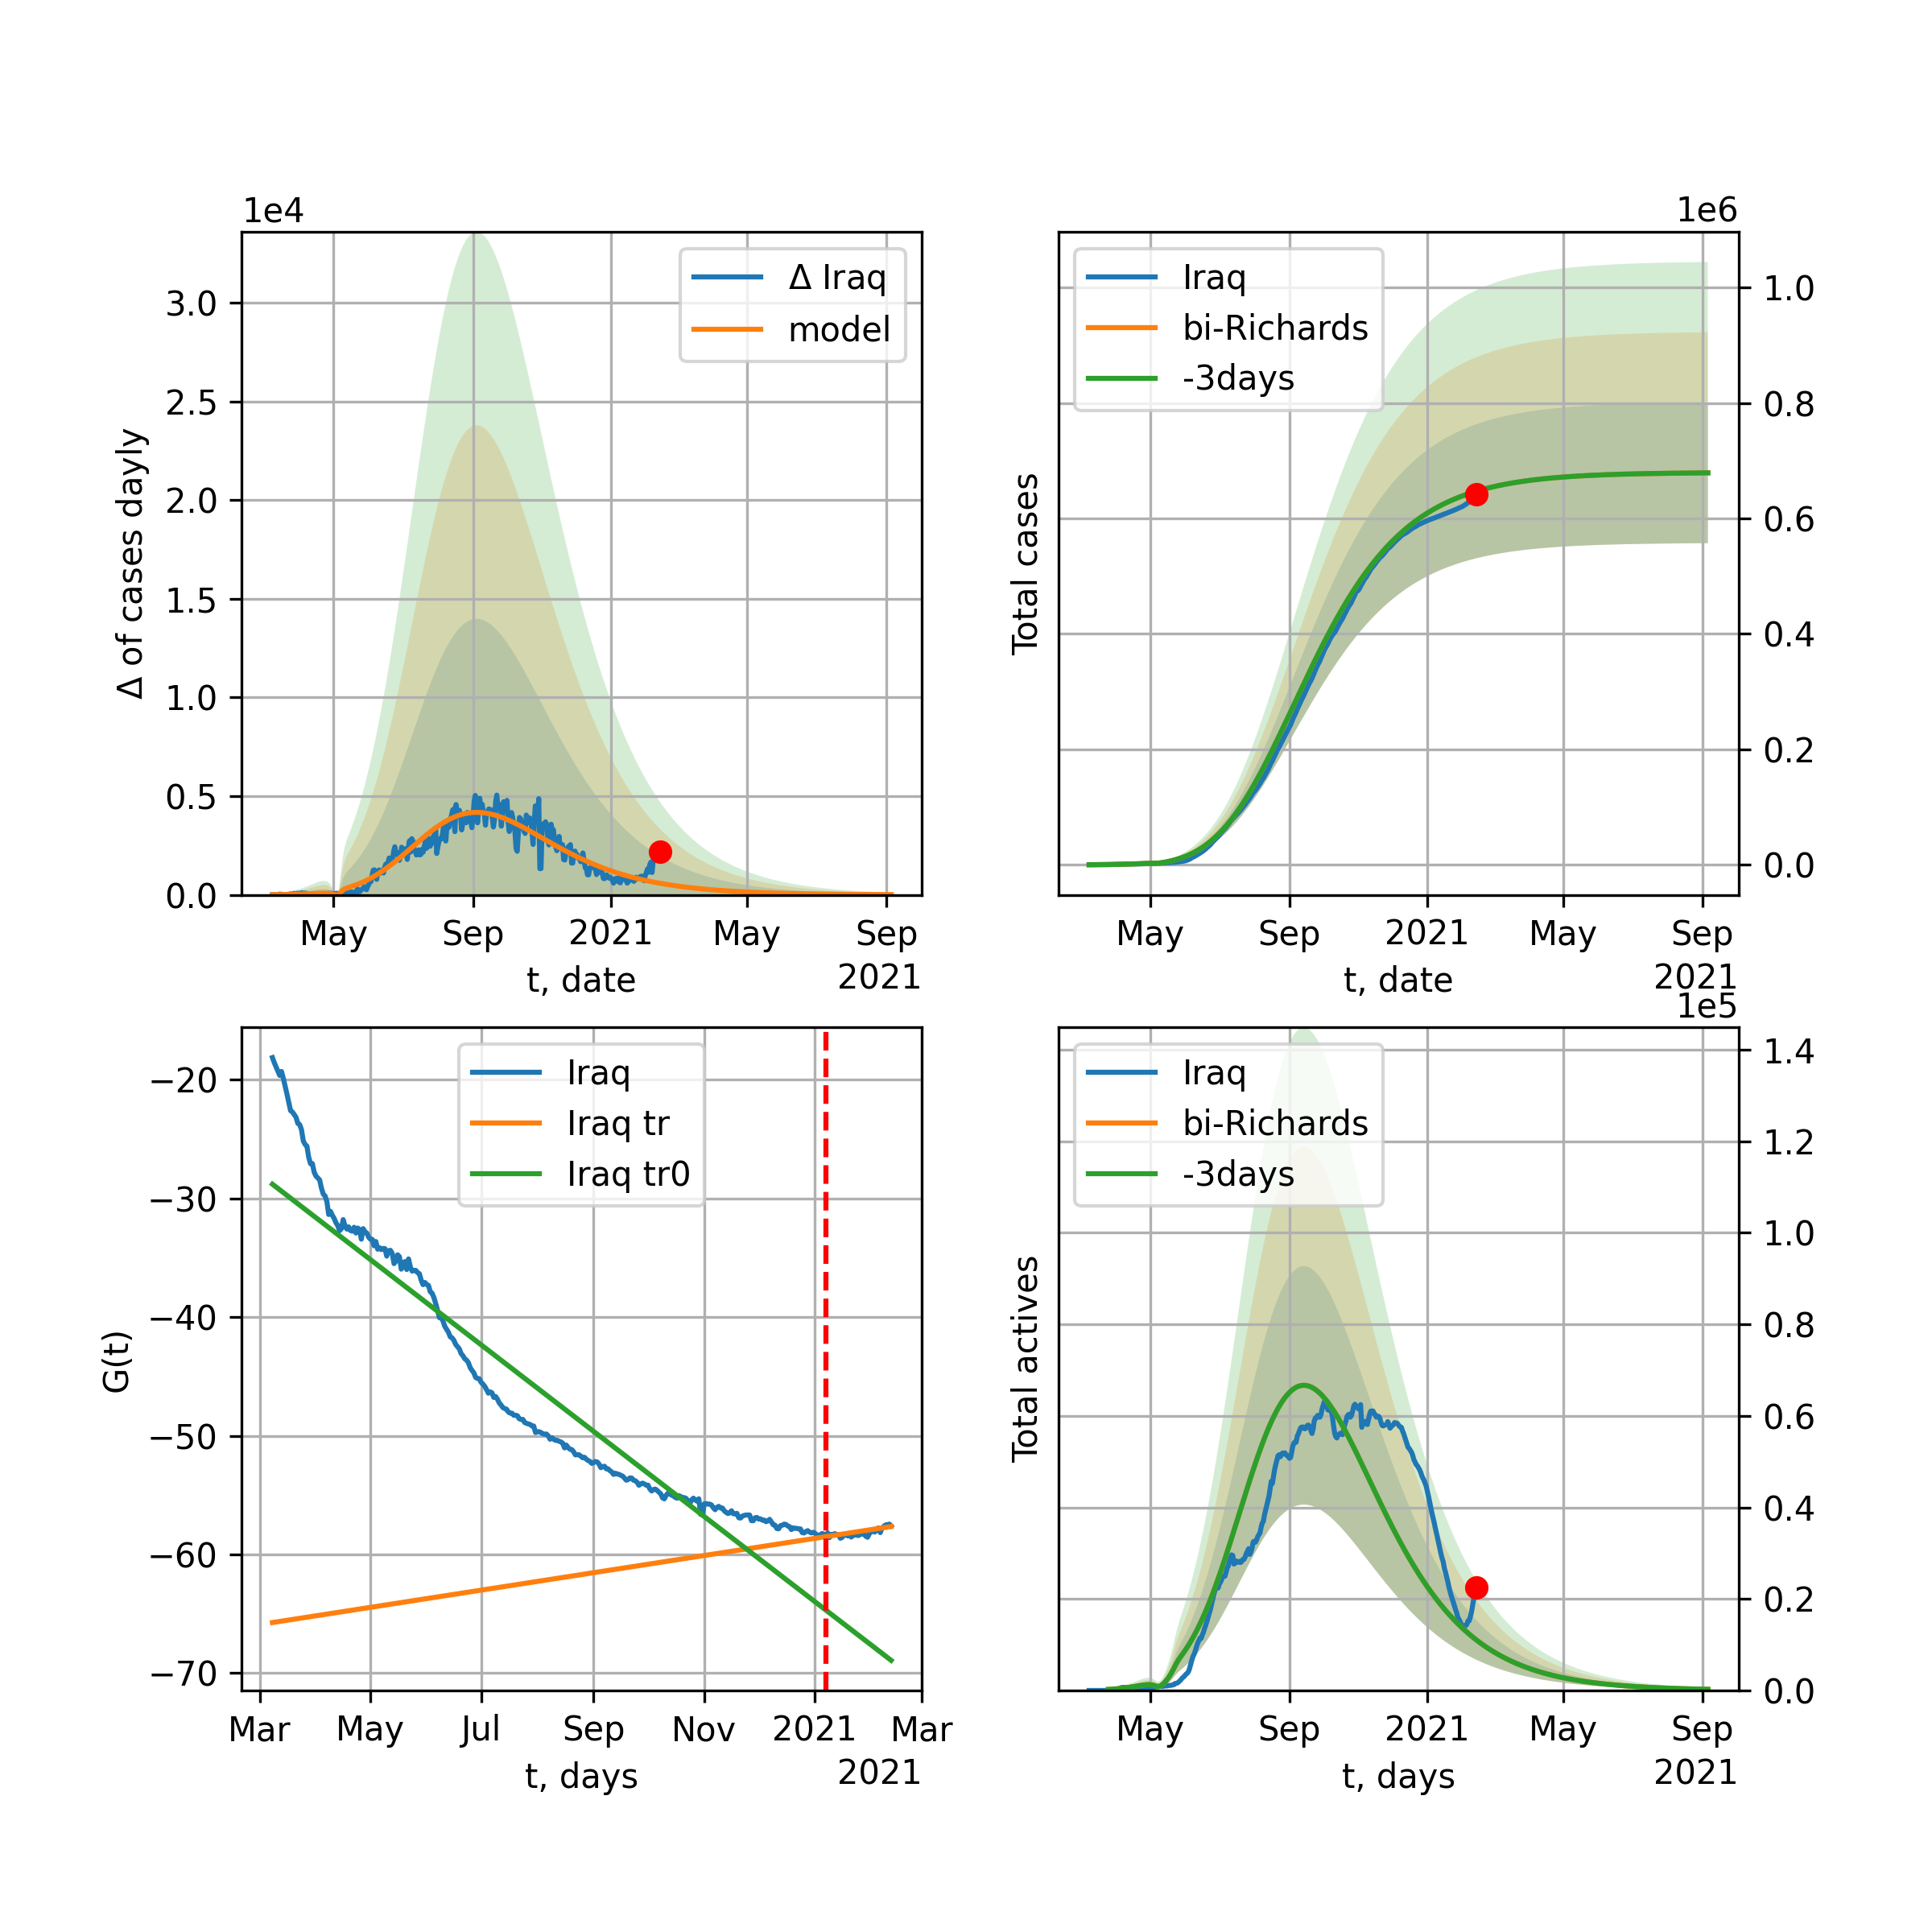 1e4
Δ Iraq
model
3.0
2.5
2.0
1.5
1.0
0.5
0.0
Δ of cases dayly
May Sep 2021 May Sep
2021
t, date
1e6
Iraq
bi-Richards
-3days
1.0
0.8
0.6
0.4
0.2
0.0
Total cases
May Sep 2021 May Sep
2021
t, date
Iraq
Iraq tr
Iraq tr0
−20
−30
−40
−50
−60
−70
G(t)
Mar May Jul Sep Nov 2021 Mar
2021
t, days
1e5
Iraq
bi-Richards
-3days
1.4
1.2
1.0
0.8
0.6
0.4
0.2
0.0
Total actives
May Sep 2021 May Sep
2021
t, days